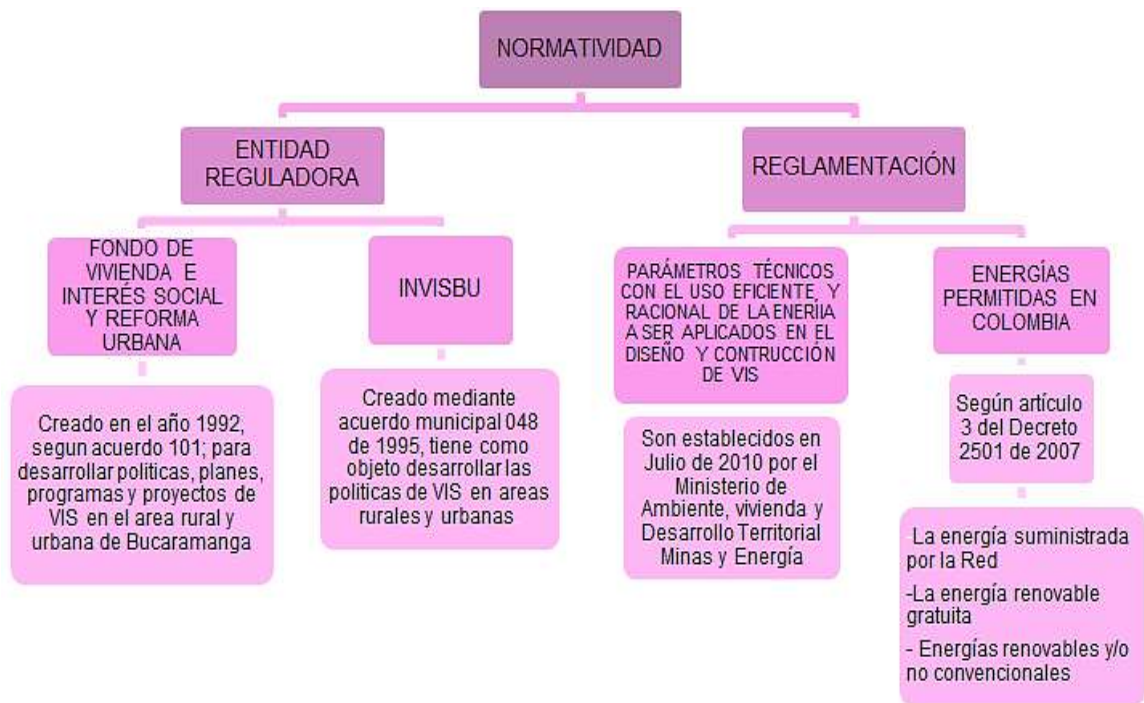 NORMATIVIDAD
ENTIDAD
REGULADORA
REGLAMENTACIÓN
FONDO DE
VIVIENDA E
INTERÉS SOCIAL
Y REFORMA
URBANA
INVISBU
PARÁMETROS TÉCNICOS
CON EL USO EFICIENTE, Y
RACIONAL DE LA ENERIIA
A SER APLICADOS EN EL
DISEÑO Y CONTRUCCIÓN
DE VIS
ENERGÍAS
PERMITIDAS EN
COLOMBIA
Creado en el año 1992,
segun acuerdo 101; para
desarrollar politicas, planes,
programas y proyectos de
VIS en el area rural y
urbana de Bucaramanga
Creado mediante
acuerdo municipal 048
de 1995, tiene como
objeto desarrollar las
politicas de VIS en areas
rurales y urbanas
Son establecidos en
Julio de 2010 por el
Ministerio de
Ambiente, vivienda y
Desarrollo Territorial
Minas y Energía
Según artículo
3 del Decreto
2501 de 2007
-La energía suministrada
por la Red
-La energía renovable
gratuita
- Energías renovables y/o
no convencionales